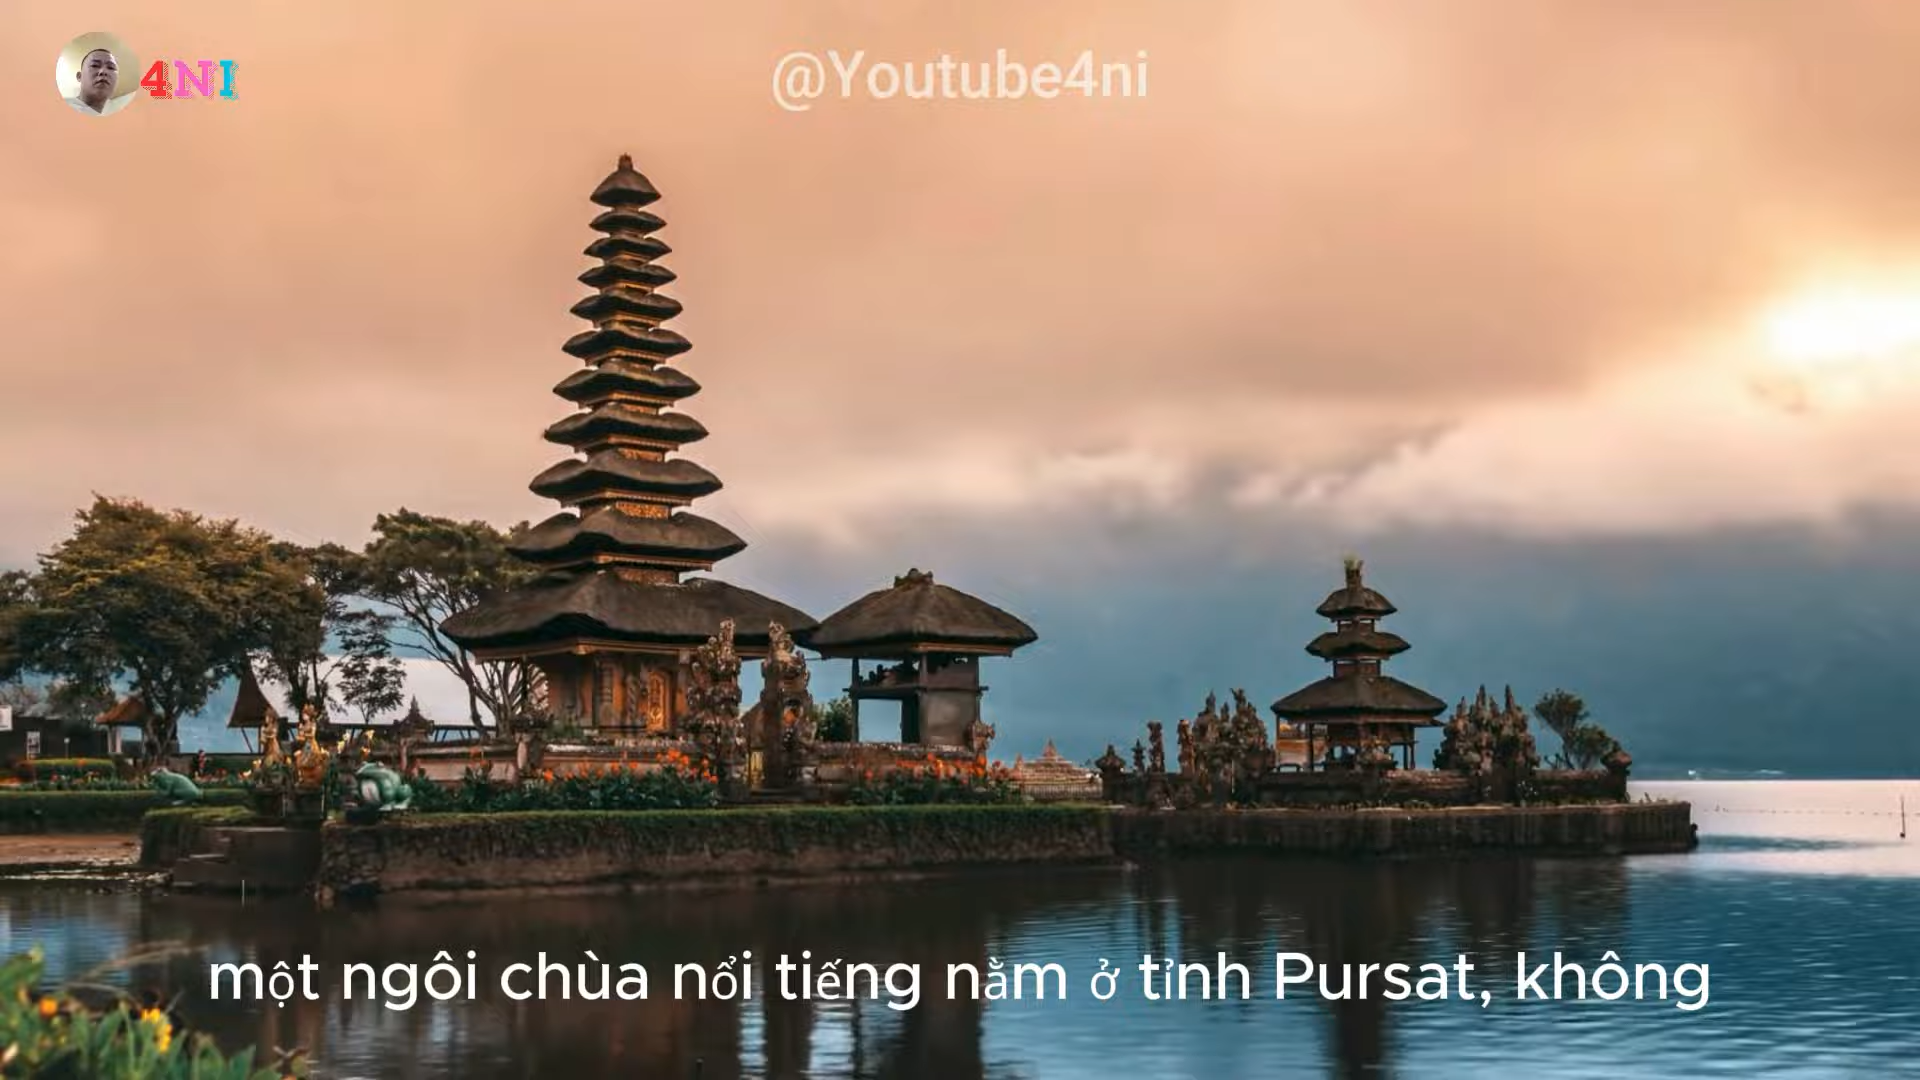 4NI
@Youtube4ni
một ngôi chùa nổi tiếng nằm ở tỉnh Pursat, không